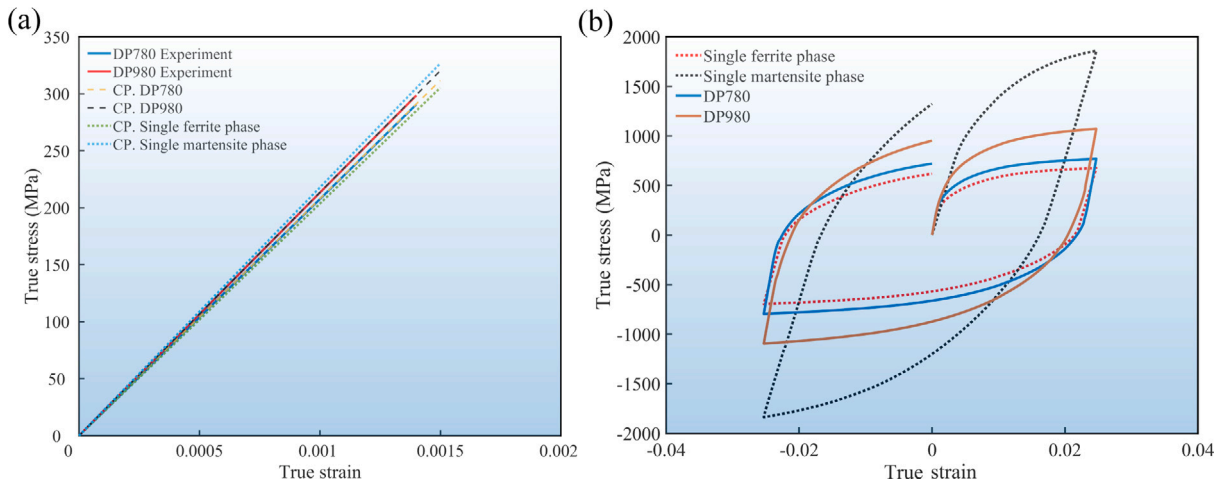 (a)
350
300
250
200
150
100
50
0
True stress (MPa)
DP780 Experiment
DP980 Experiment
CP. DP780
CP. DP980
CP. Single ferrite phase
CP. Single martensite phase
0
0.0005
0.001
0.0015
0.002
True strain
(b)
2000
1500
1000
500
0
-500
-1000
-1500
-2000
True stress (MPa)
Single ferrite phase
Single martensite phase
DP780
DP980
-0.04
-0.02
0
0.02
0.04
True strain